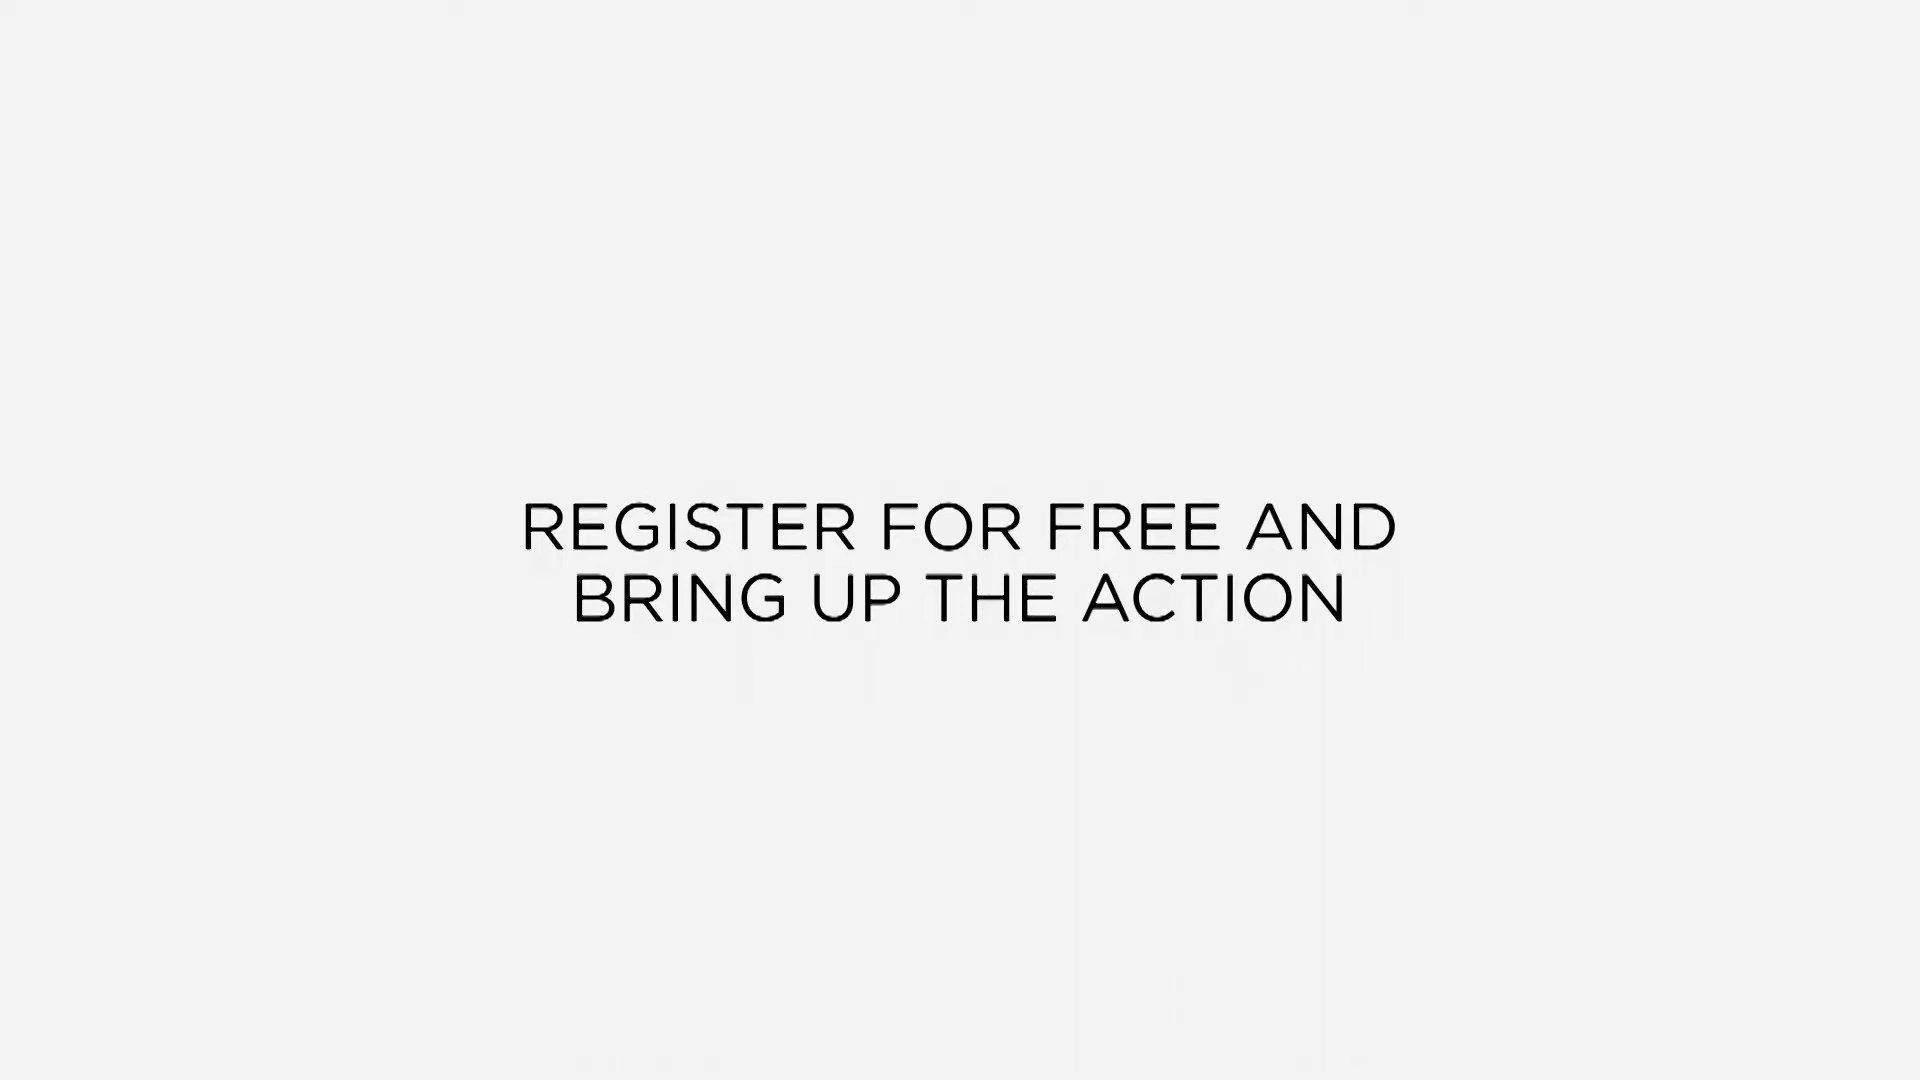 REGISTER FOR FREE AND
BRING UP THE ACTION